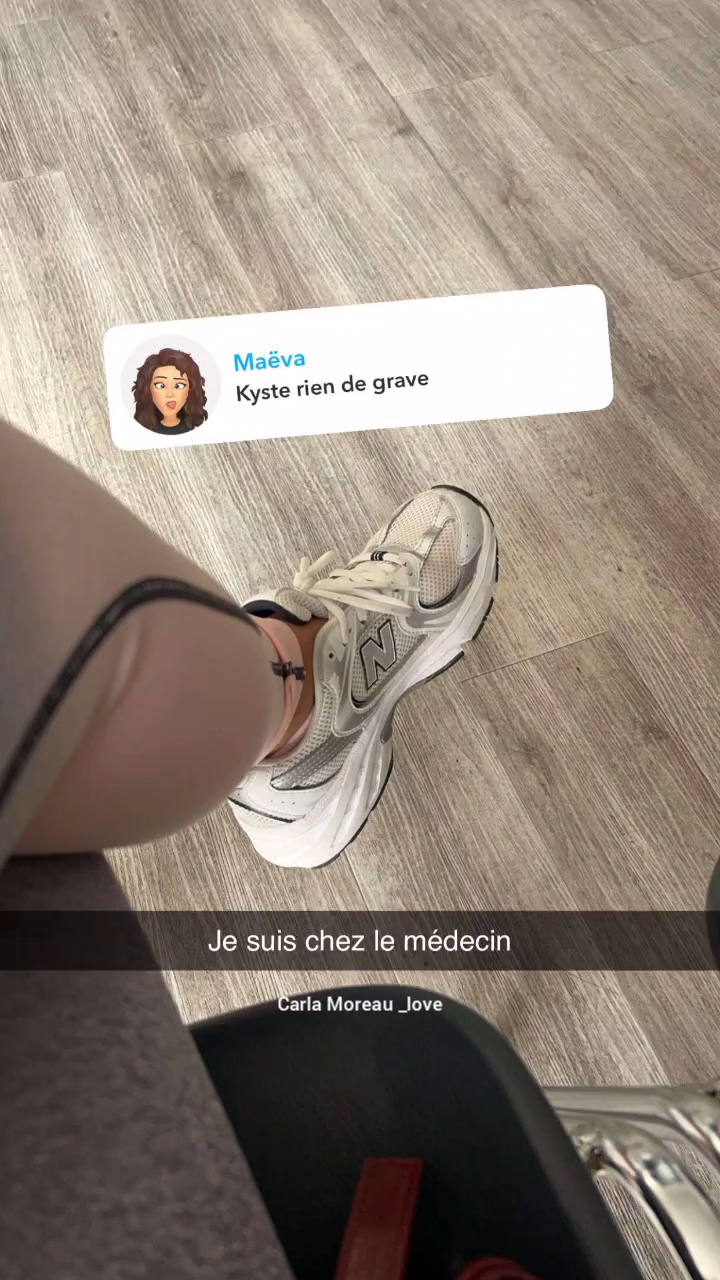 Maëva
Kyste rien de grave
N
Je suis chez le médecin
Carla Moreau _love